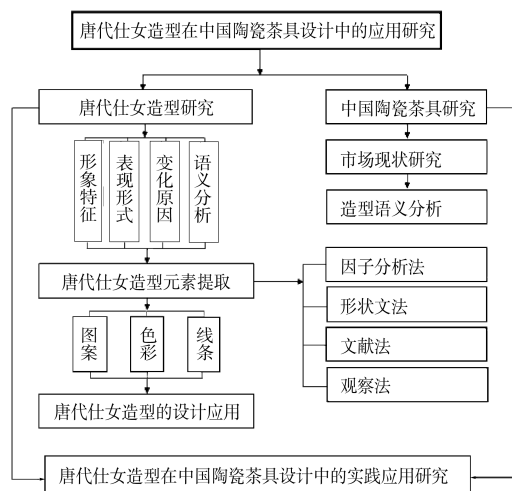 唐代仕女造型在中国陶瓷茶具设计中的应用研究
唐代仕女造型研究
中国陶瓷茶具研究
市场现状研究
造型语义分析
形象特征
表现形式
变化原因
语义分析
唐代仕女造型元素提取
因子分析法
形状文法
文献法
观察法
图案
色彩
线条
唐代仕女造型的设计应用
唐代仕女造型在中国陶瓷茶具设计中的实践应用研究